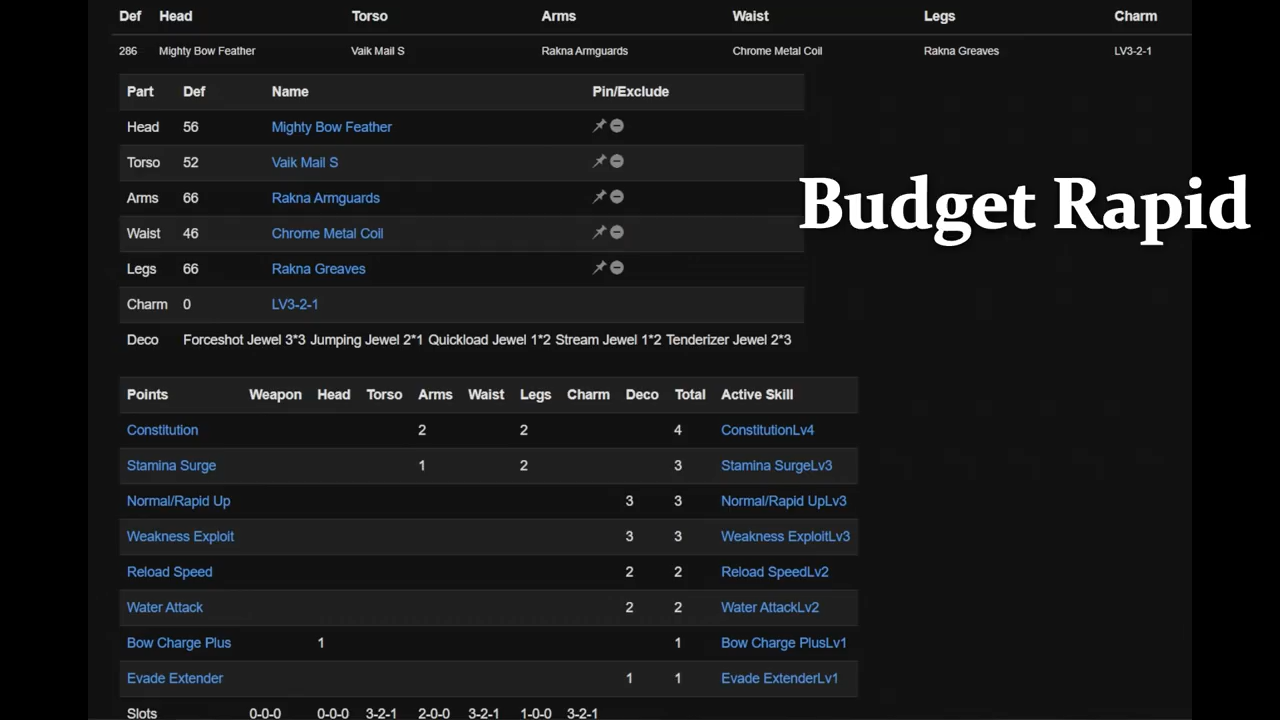 Def Head Torso Arms Waist Legs Charm
286 Mighty Bow Feather Vaik Mail S Rakna Armguards Chrome Metal Coil Rakna Greaves LV3-2-1
Part Def Name Pin/Exclude
Head 56 Mighty Bow Feather
Torso 52 Vaik Mail S
Arms 66 Rakna Armguards
Waist 46 Chrome Metal Coil
Legs 66 Rakna Greaves
Charm 0 LV3-2-1
Deco Forceshot Jewel 3*3 Jumping Jewel 2*1 Quickload Jewel 1*2 Stream Jewel 1*2 Tenderizer Jewel 2*3
Budget Rapid
Points Weapon Head Torso Arms Waist Legs Charm Deco Total Active Skill
Constitution 2 2 4 ConstitutionLv4
Stamina Surge 1 2 3 Stamina SurgeLv3
Normal/Rapid Up 3 3 Normal/Rapid UpLv3
Weakness Exploit 3 3 Weakness ExploitLv3
Reload Speed 2 2 Reload SpeedLv2
Water Attack 2 2 Water AttackLv2
Bow Charge Plus 1 1 Bow Charge PlusLv1
Evade Extender 1 1 Evade ExtenderLv1
Slots 0-0-0 0-0-0 3-2-1 2-0-0 3-2-1 1-0-0 3-2-1